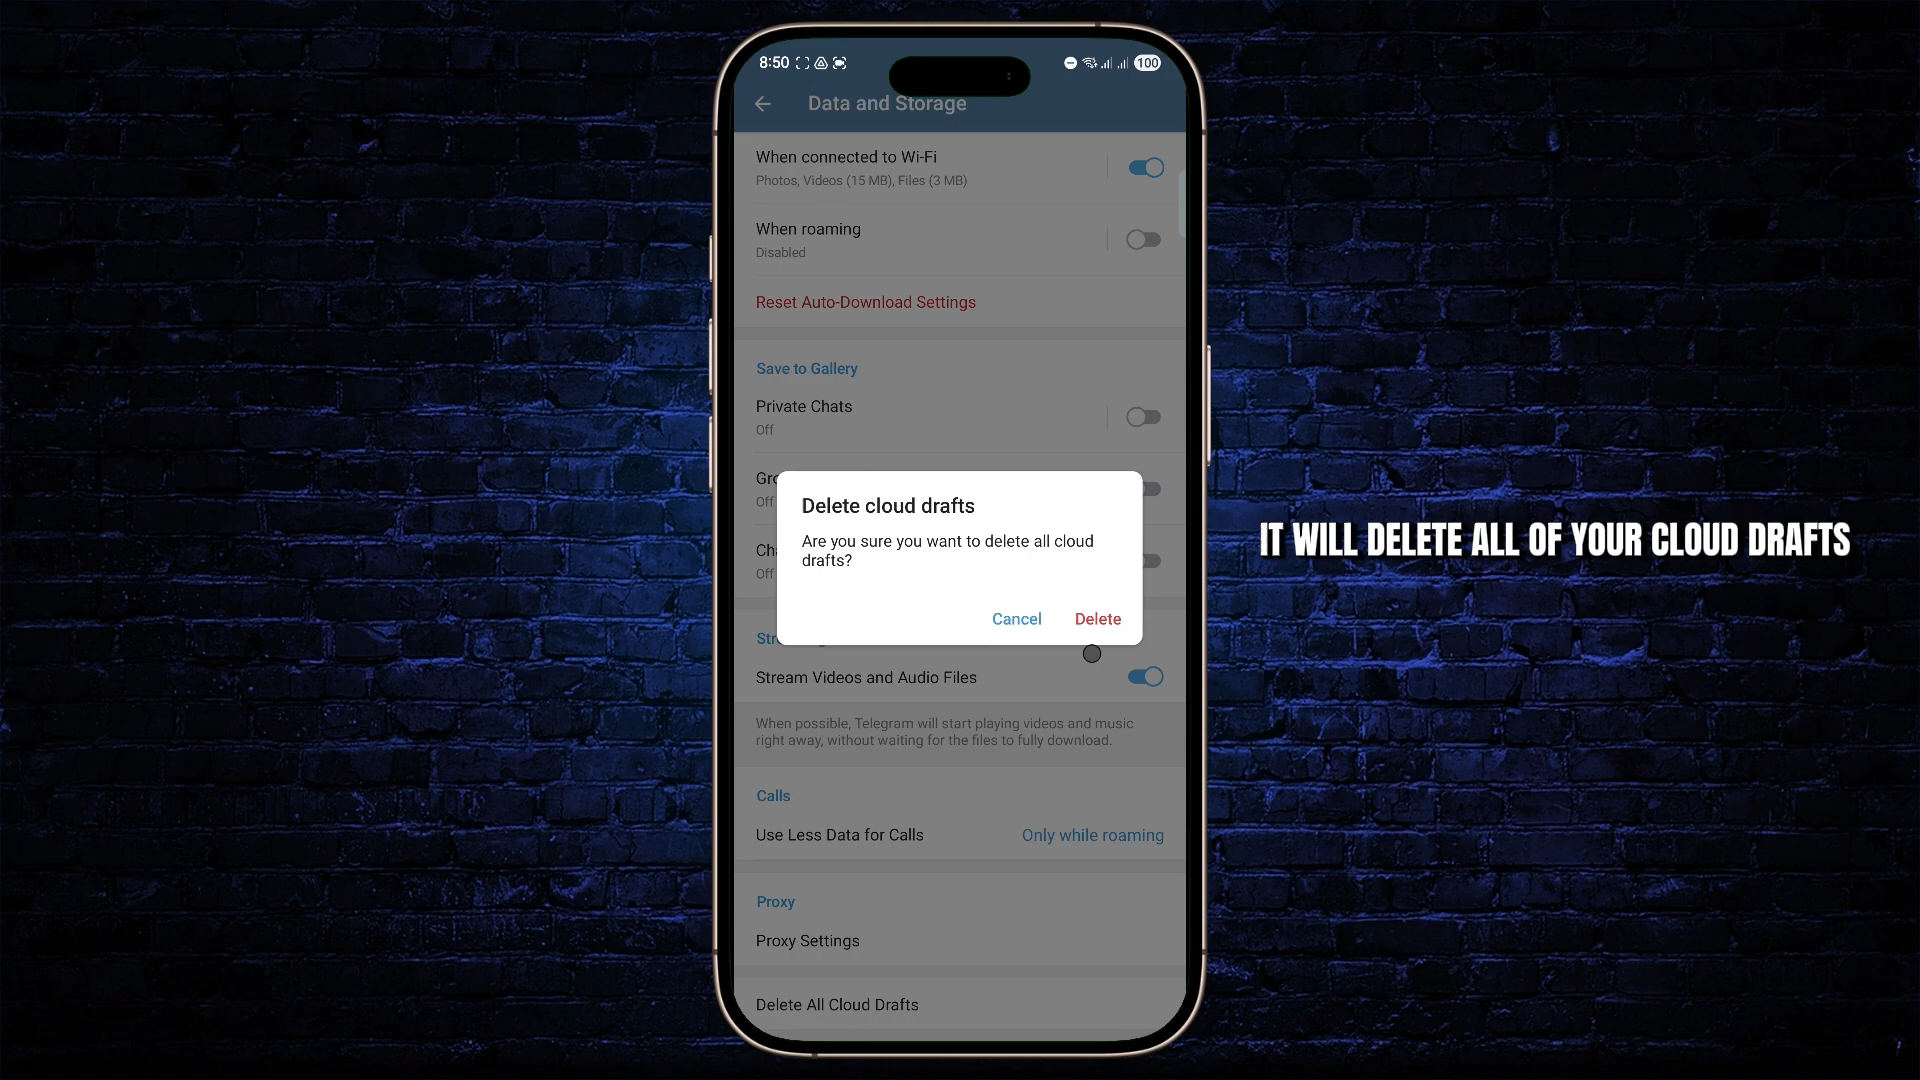 8:50
100
Data and Storage
When connected to Wi-Fi
Photos, Videos (15 MB), Files (3 MB)
When roaming
Disabled
Reset Auto-Download Settings
Save to Gallery
Private Chats
Off
Gro
Off
Cha
Off
Delete cloud drafts
Are you sure you want to delete all cloud
drafts?
Cancel
Delete
IT WILL DELETE ALL OF YOUR CLOUD DRAFTS
Stream Videos and Audio Files
When possible, Telegram will start playing videos and music
right away, without waiting for the files to fully download.
Calls
Use Less Data for Calls
Only while roaming
Proxy
Proxy Settings
Delete All Cloud Drafts